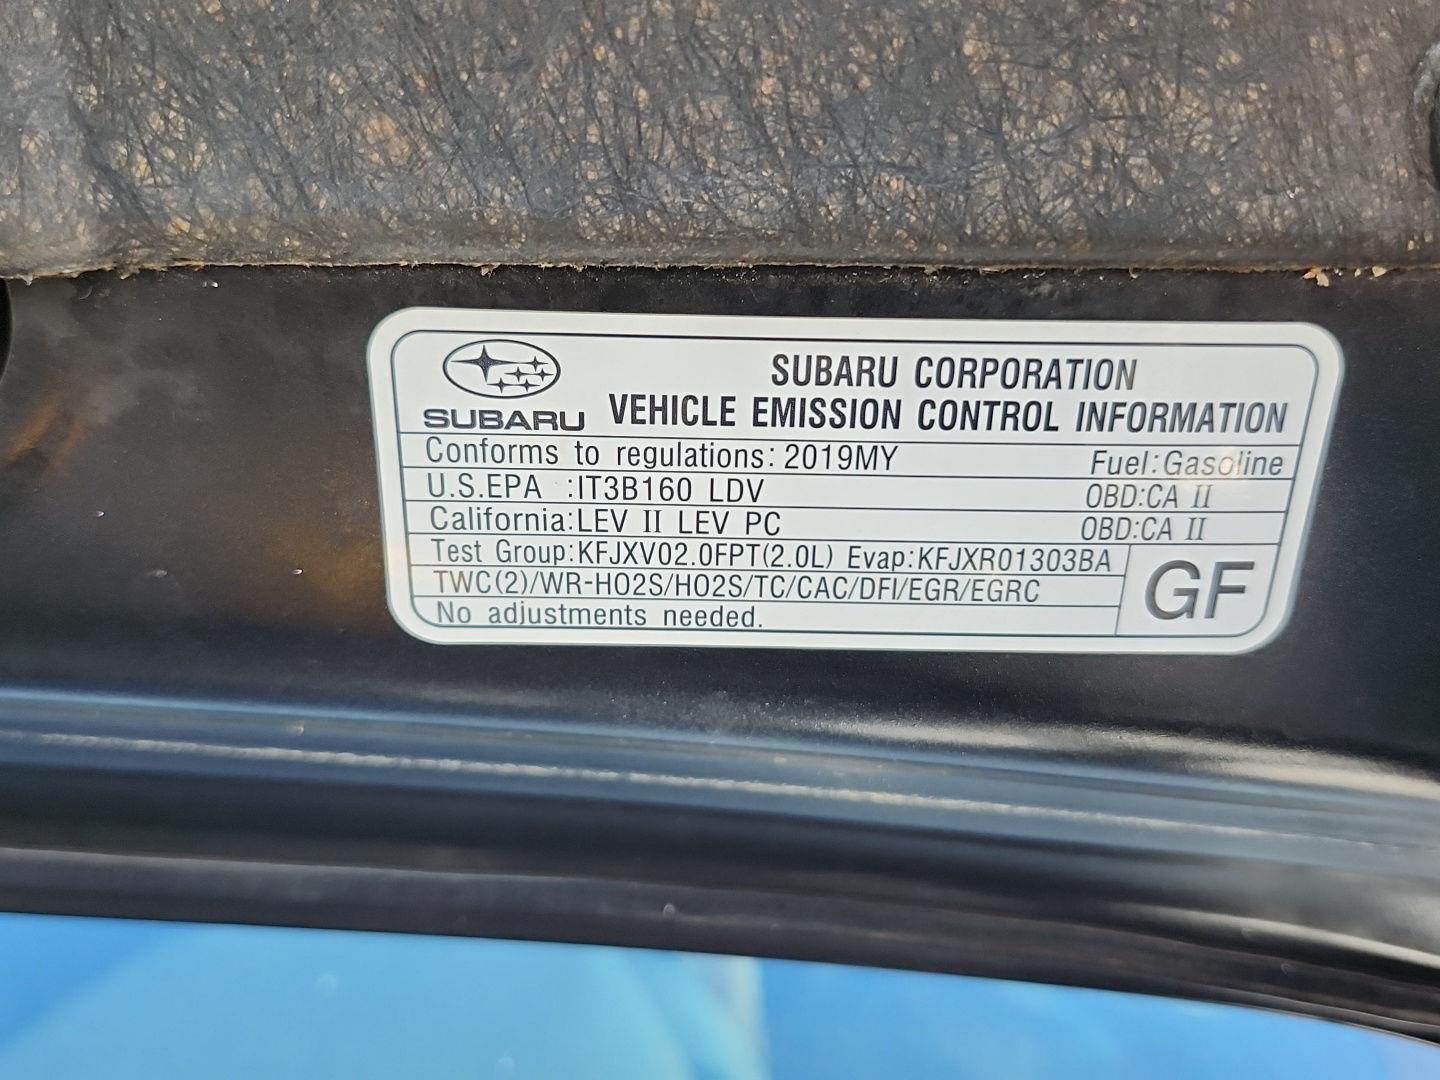 SUBARU CORPORATION
SUBARU VEHICLE EMISSION CONTROL INFORMATION
Conforms to regulations: 2019MY Fuel:Gasoline
U.S.EPA :IT3B160 LDV OBD:CA II
California:LEV II LEV PC OBD:CA II
Test Group:KFJXV02.0FPT(2.0L) Evap:KFJXR01303BA
TWC(2)/WR-HO2S/HO2S/TC/CAC/DFI/EGR/EGRC
GF
No adjustments needed.